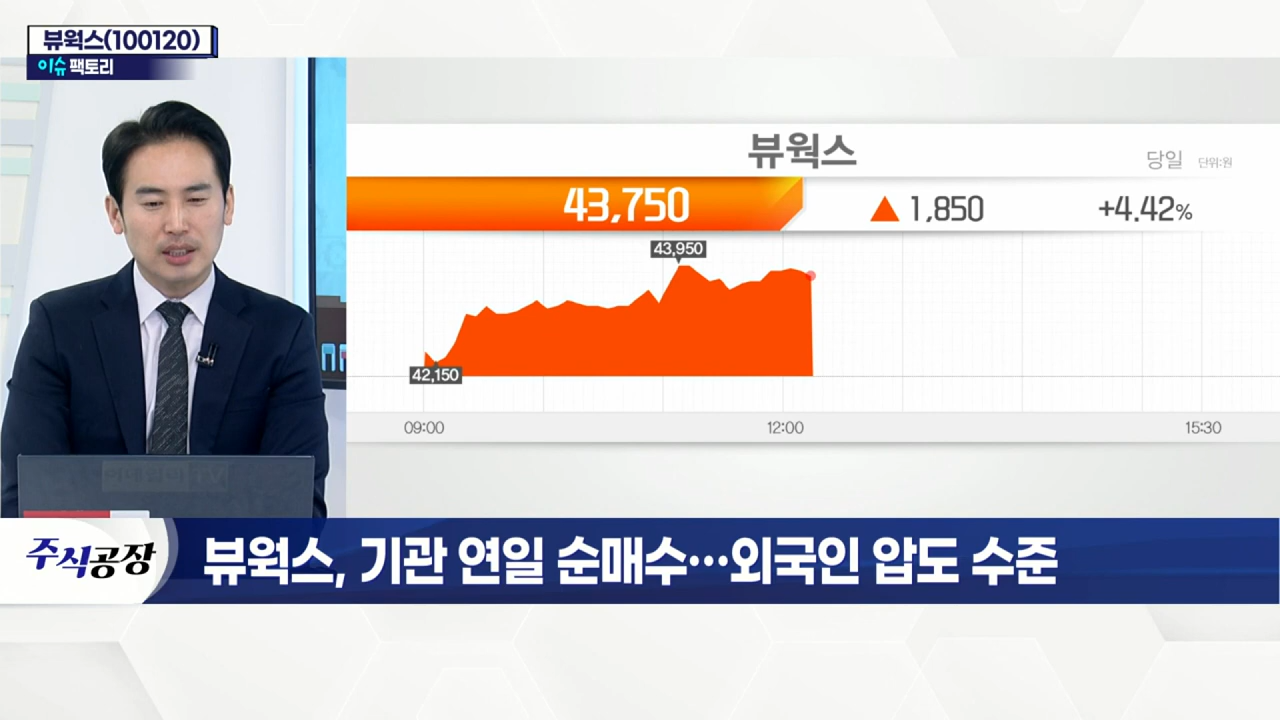 뷰웍스(100120)
이슈 팩토리
뷰웍스
당일 단위:원
43,750 ▲ 1,850 +4.42%
43,950
42,150
09:00 12:00 15:30
주식공장
뷰웍스, 기관 연일 순매수…외국인 압도 수준